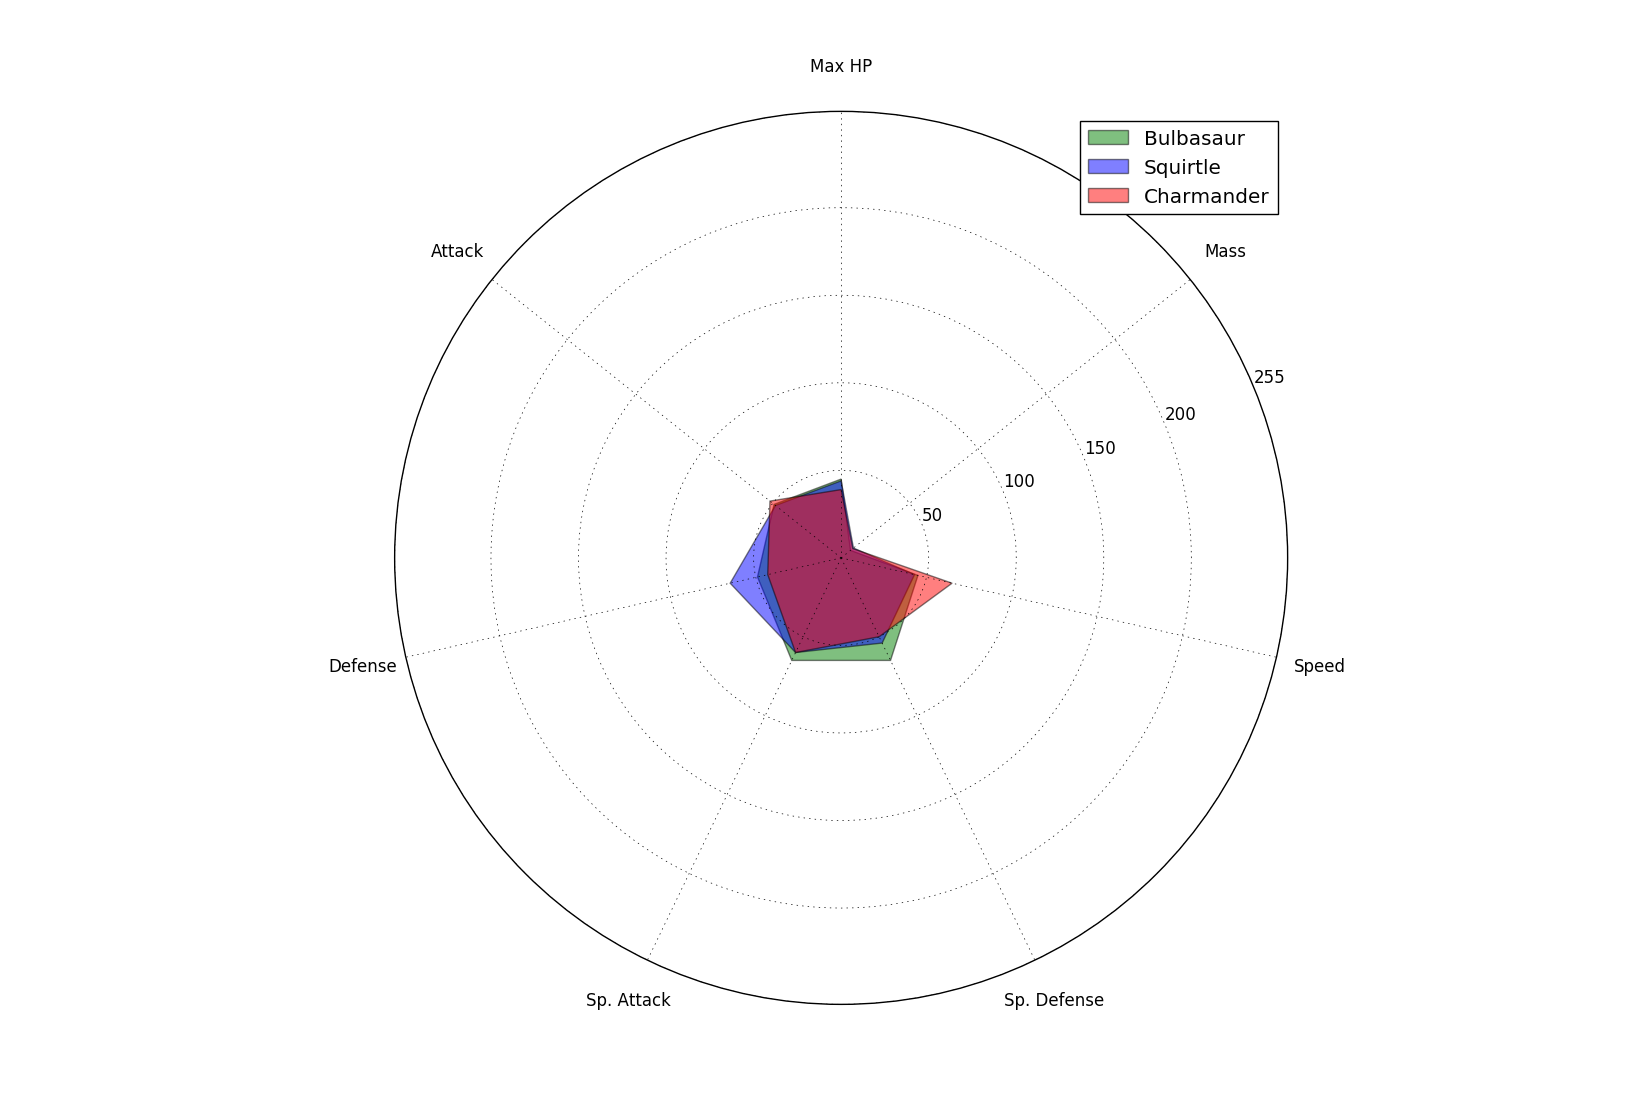 Max HP
Bulbasaur
Squirtle
Charmander
Attack
Mass
255
200
150
100
50
Defense
Speed
Sp. Attack
Sp. Defense